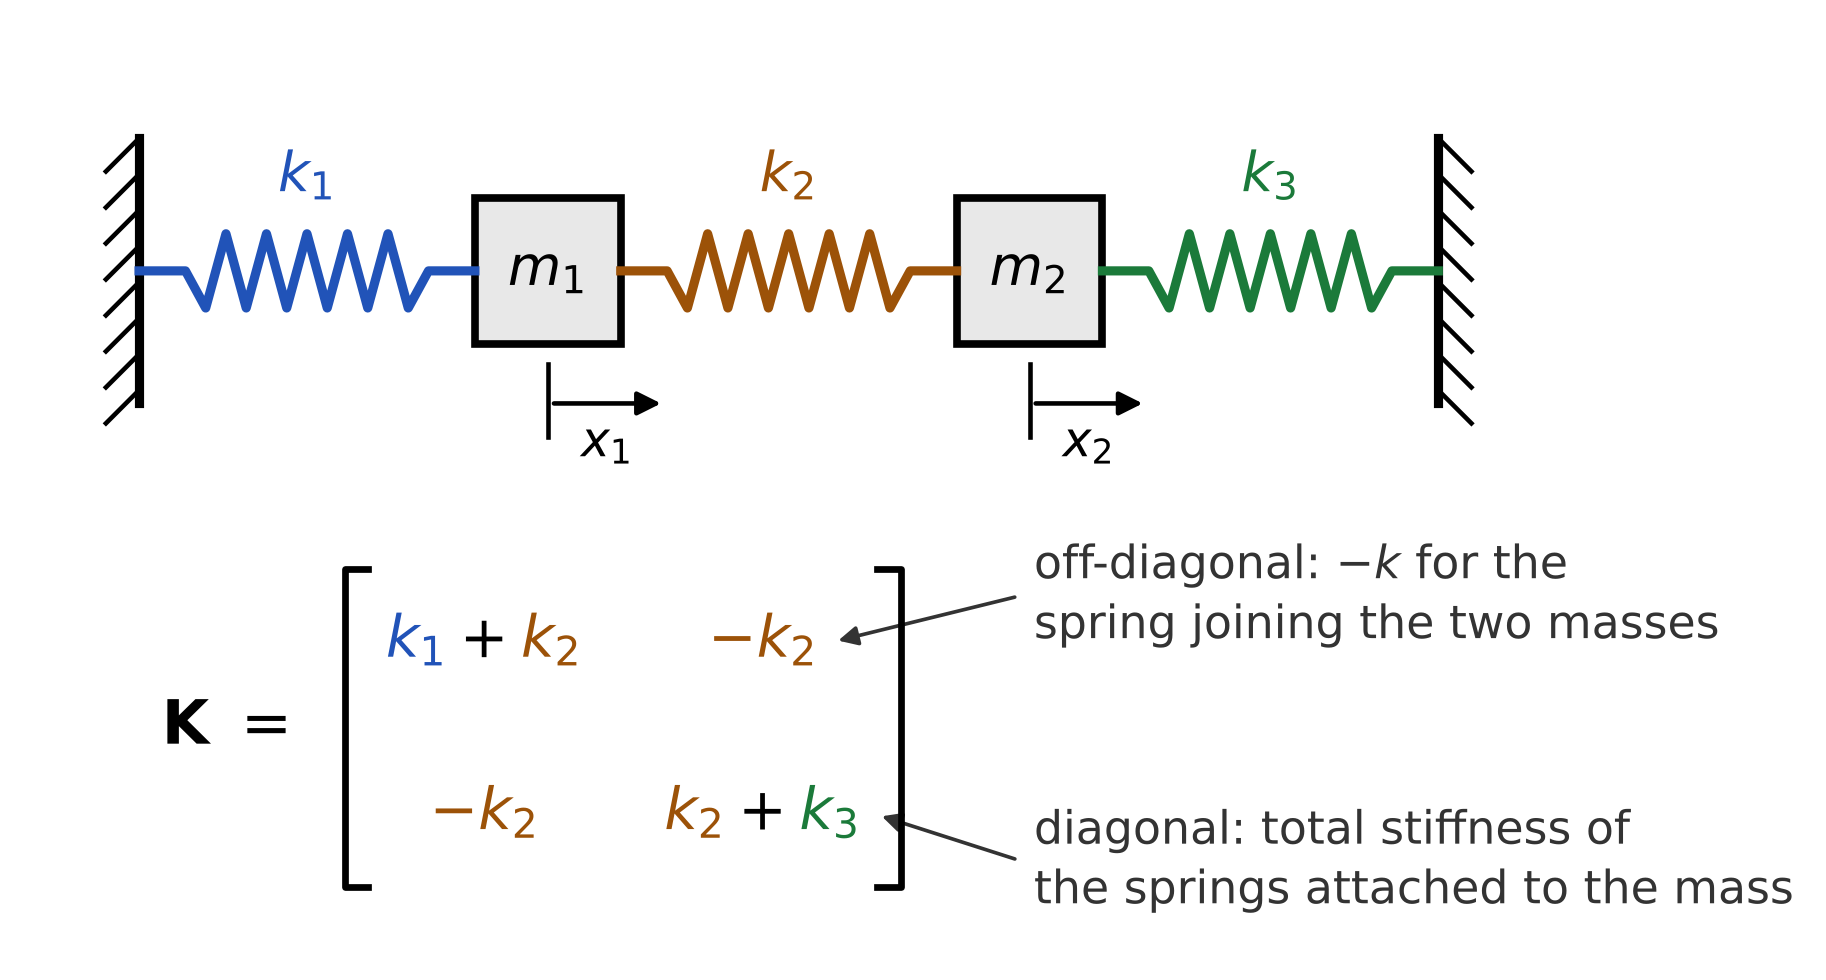 k₁ k₂ k₃
m₁ m₂
x₁ x₂
off-diagonal: −k for the
spring joining the two masses
k₁ + k₂ −k₂
K =
−k₂ k₂ + k₃
diagonal: total stiffness of
the springs attached to the mass